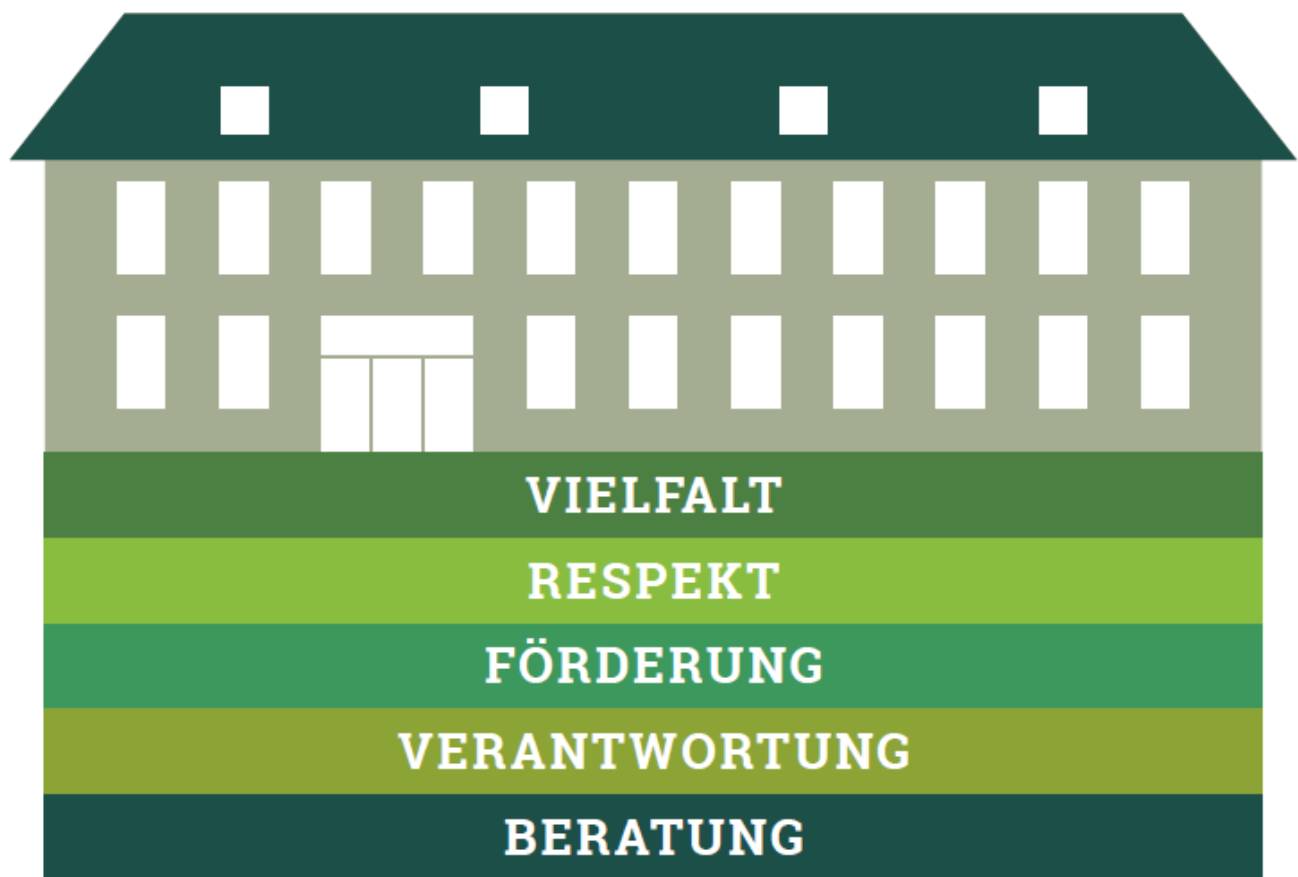 VIELFALT
RESPEKT
FÖRDERUNG
VERANTWORTUNG
BERATUNG